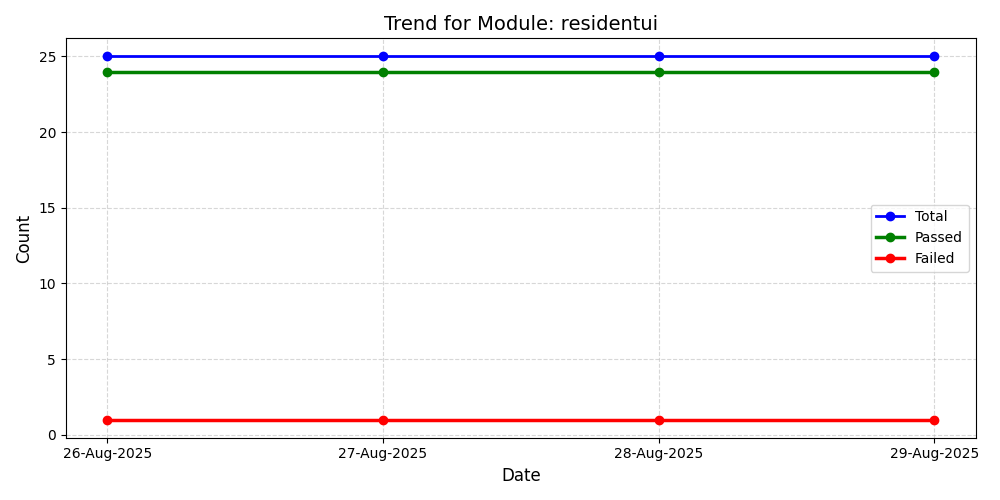 Trend for Module: residentui
Count
25
20
15
10
5
0
Total
Passed
Failed
26-Aug-2025
27-Aug-2025
28-Aug-2025
29-Aug-2025
Date